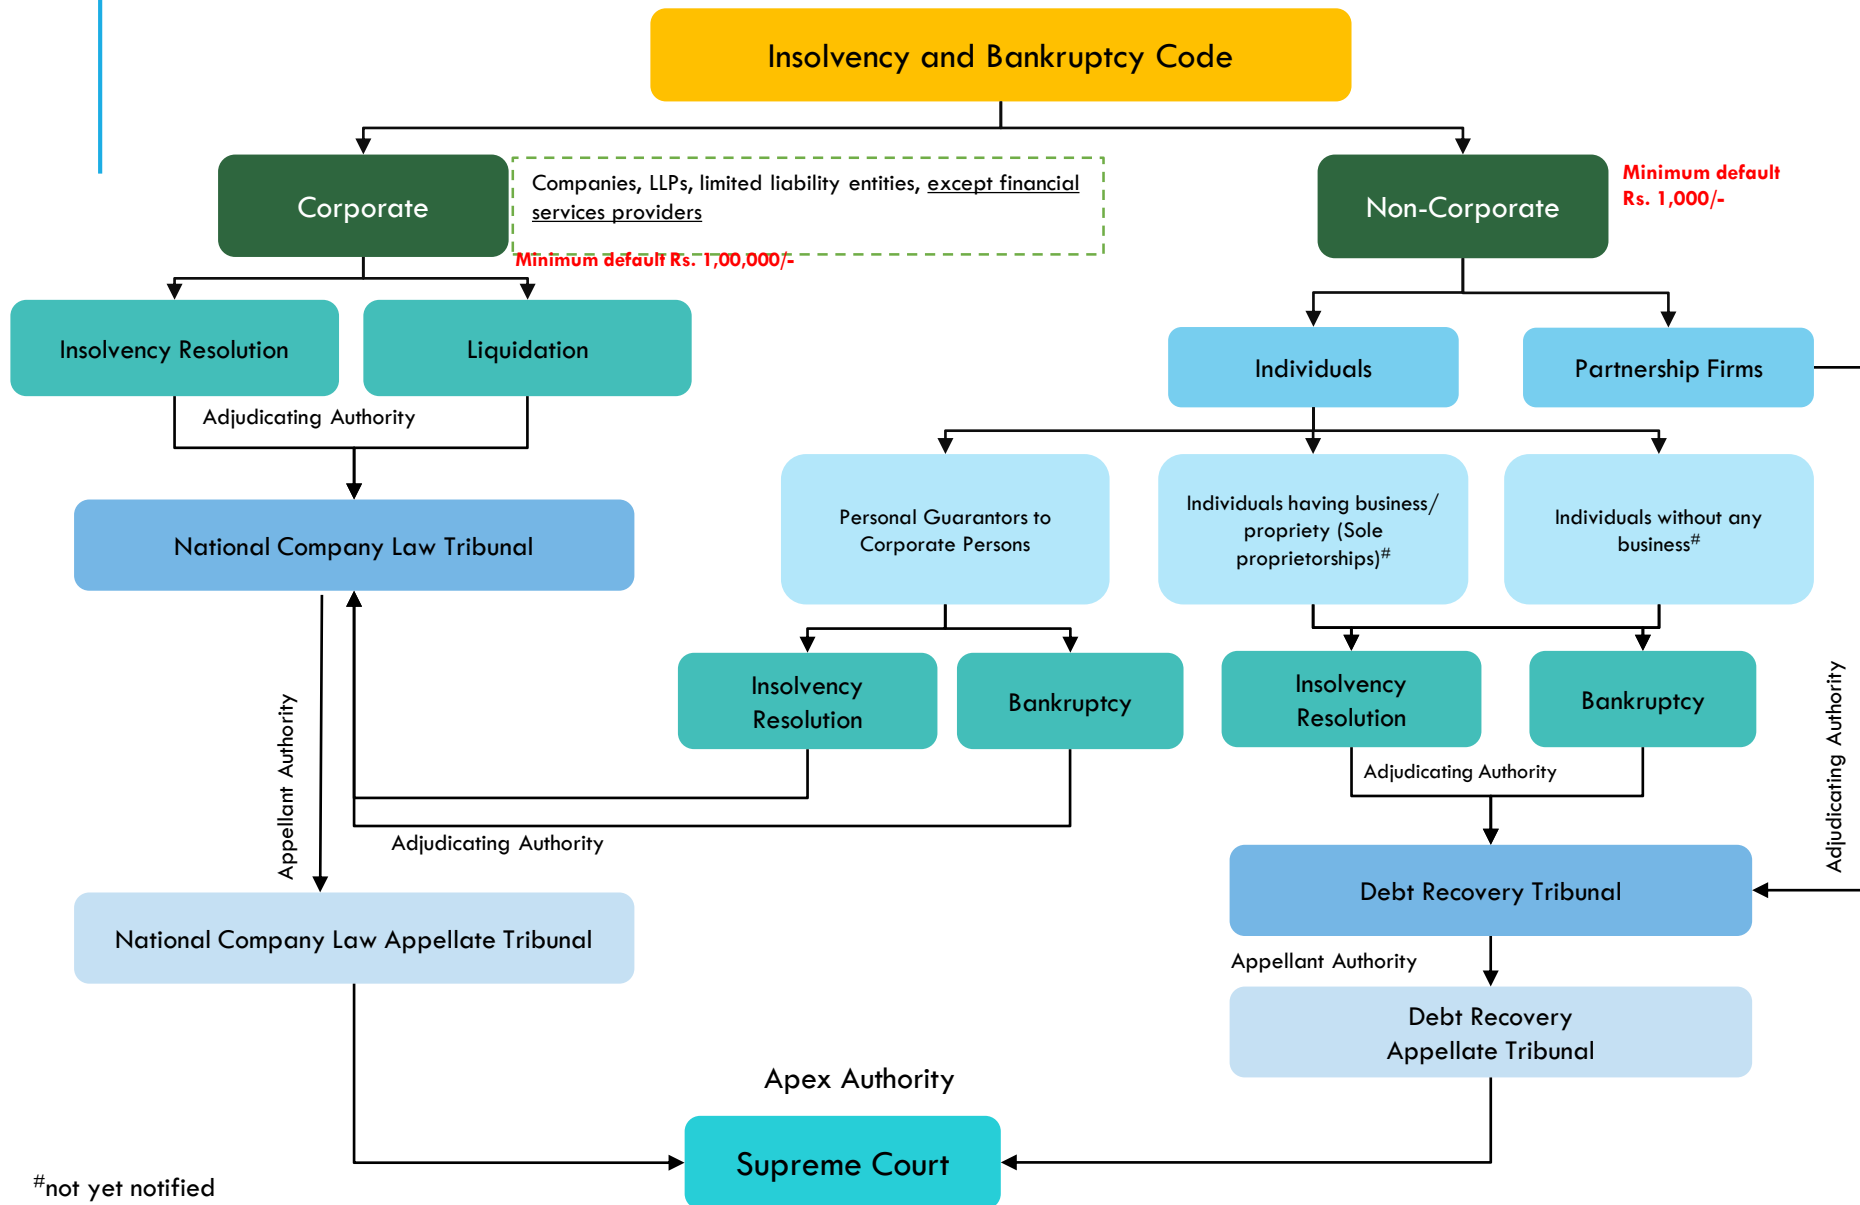 Insolvency and Bankruptcy Code
Corporate
Companies, LLPs, limited liability entities, except financial
services providers
Minimum default Rs. 1,00,000/-
Non-Corporate
Minimum default
Rs. 1,000/-
Insolvency Resolution
Liquidation
Individuals
Partnership Firms
Adjudicating Authority
Personal Guarantors to
Corporate Persons
Individuals having business/
propriety (Sole
proprietorships)#
Individuals without any
business#
National Company Law Tribunal
Insolvency
Resolution
Bankruptcy
Insolvency
Resolution
Bankruptcy
Appellant Authority
Adjudicating Authority
Adjudicating Authority
Adjudicating Authority
National Company Law Appellate Tribunal
Debt Recovery Tribunal
Appellant Authority
Debt Recovery
Appellate Tribunal
Apex Authority
Supreme Court
#not yet notified